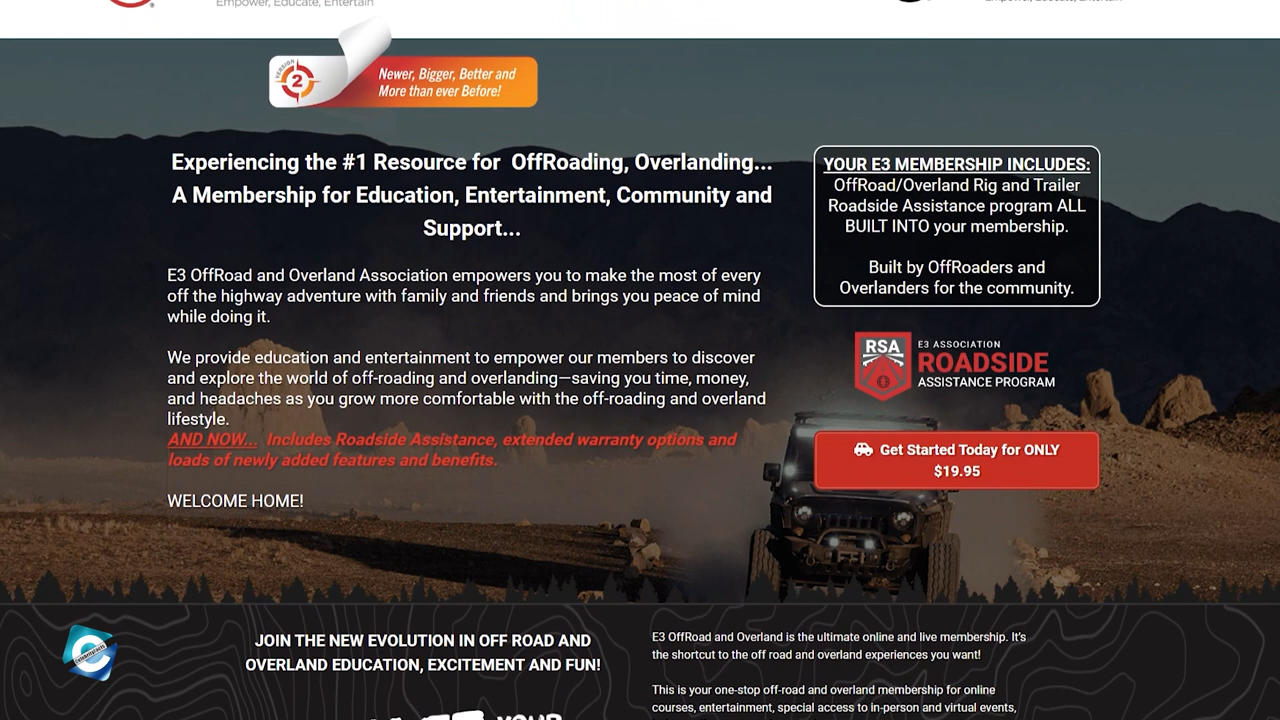 Empower, Educate, Entertain
Empower, Educate, Entertain
VERSION
2
Newer, Bigger, Better and
More than ever Before!
Experiencing the #1 Resource for OffRoading, Overlanding...
A Membership for Education, Entertainment, Community and
Support...
E3 OffRoad and Overland Association empowers you to make the most of every
off the highway adventure with family and friends and brings you peace of mind
while doing it.
We provide education and entertainment to empower our members to discover
and explore the world of off-roading and overlanding—saving you time, money,
and headaches as you grow more comfortable with the off-roading and overland
lifestyle.
AND NOW... Includes Roadside Assistance, extended warranty options and
loads of newly added features and benefits.
WELCOME HOME!
YOUR E3 MEMBERSHIP INCLUDES:
OffRoad/Overland Rig and Trailer
Roadside Assistance program ALL
BUILT INTO your membership.
Built by OffRoaders and
Overlanders for the community.
RSA
E3 ASSOCIATION
ROADSIDE
ASSISTANCE PROGRAM
Get Started Today for ONLY
$19.95
JOIN THE NEW EVOLUTION IN OFF ROAD AND
OVERLAND EDUCATION, EXCITEMENT AND FUN!
YOUR
E3 OffRoad and Overland is the ultimate online and live membership. It's
the shortcut to the off road and overland experiences you want!
This is your one-stop off-road and overland membership for online
courses, entertainment, special access to in-person and virtual events,